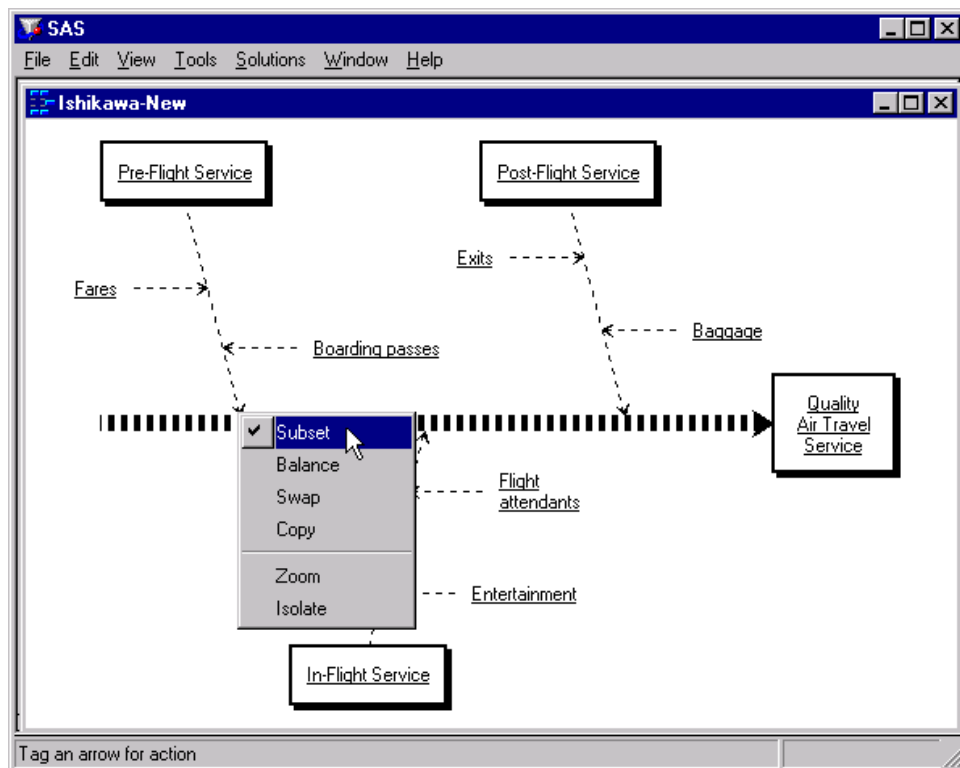 SAS
File Edit View Tools Solutions Window Help
Ishikawa-New
Pre-Flight Service
Post-Flight Service
Exits
Fares
Baggage
Boarding passes
Quality
Air Travel
Service
Subset
Balance
Swap
Copy
Zoom
Isolate
Flight
attendants
Entertainment
In-Flight Service
Tag an arrow for action